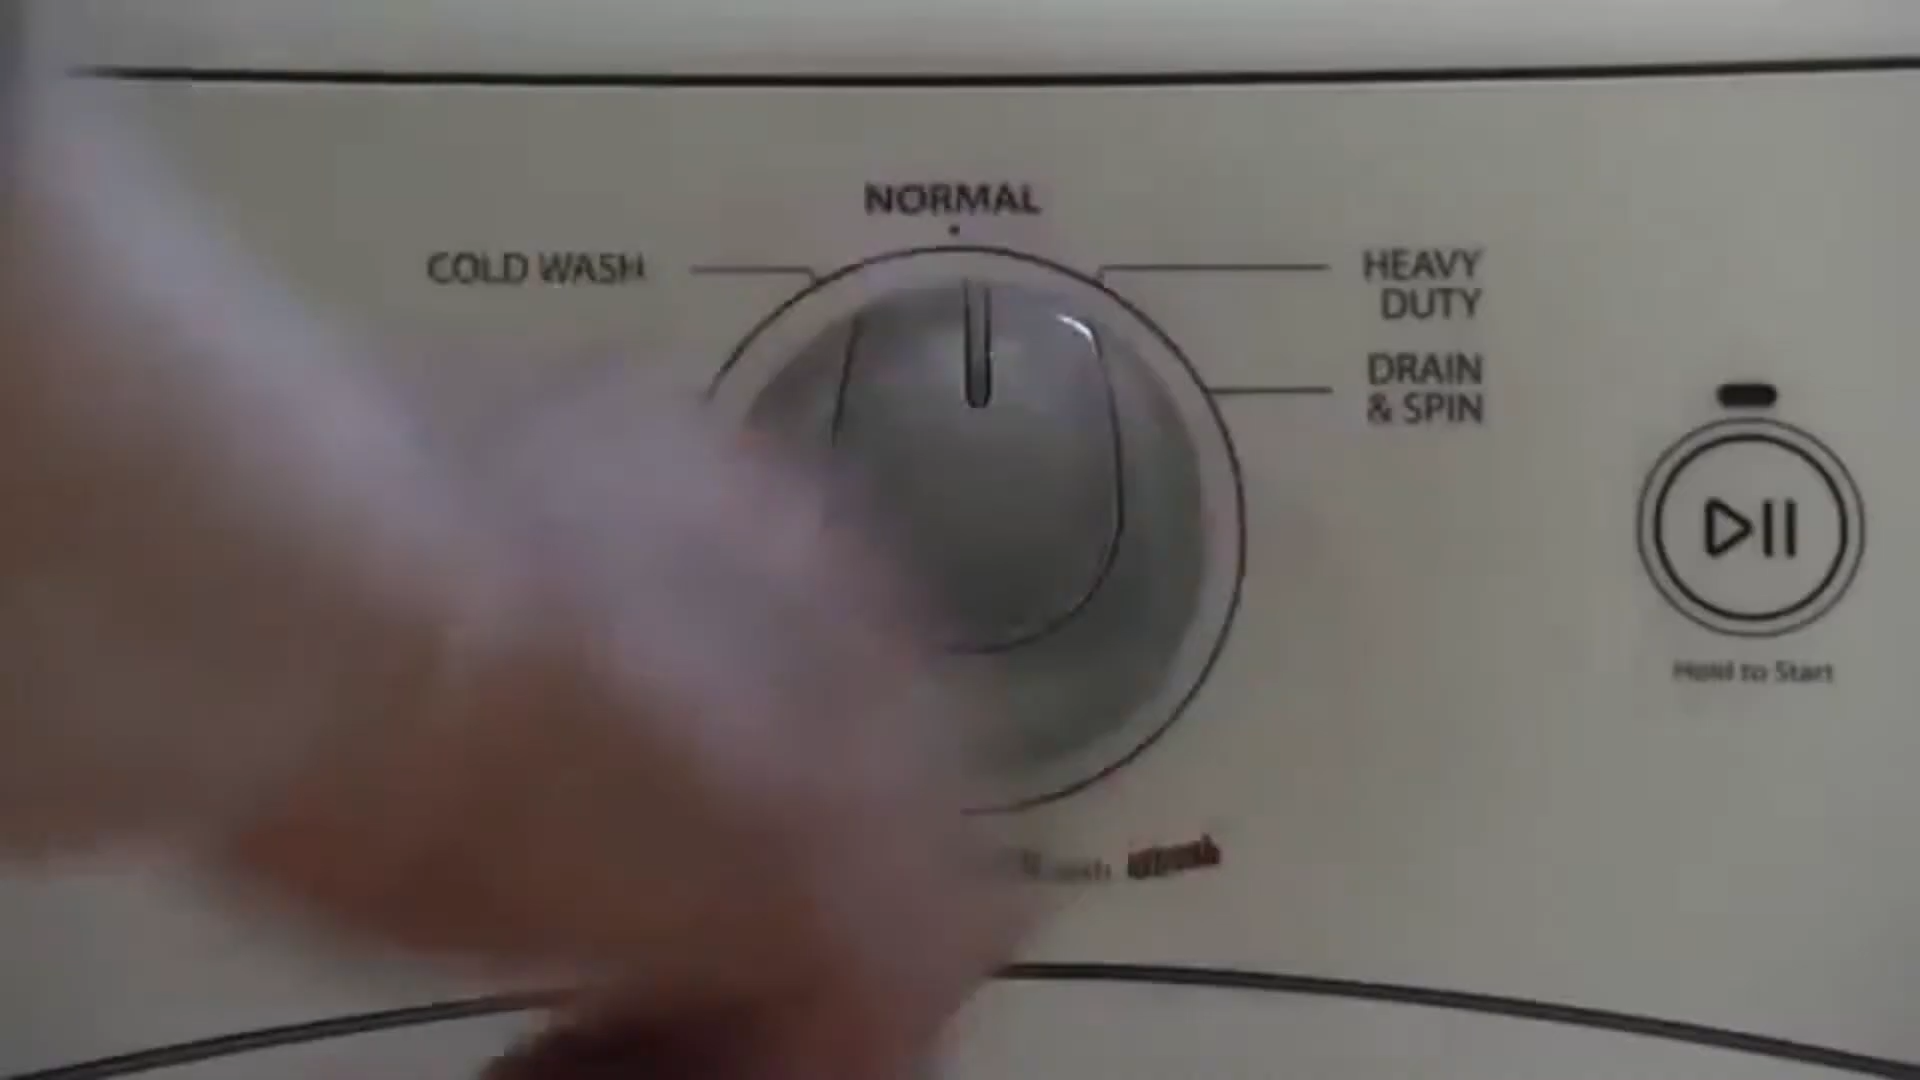 NORMAL
COLD WASH
HEAVY
DUTY
DRAIN
& SPIN
Hold to Start